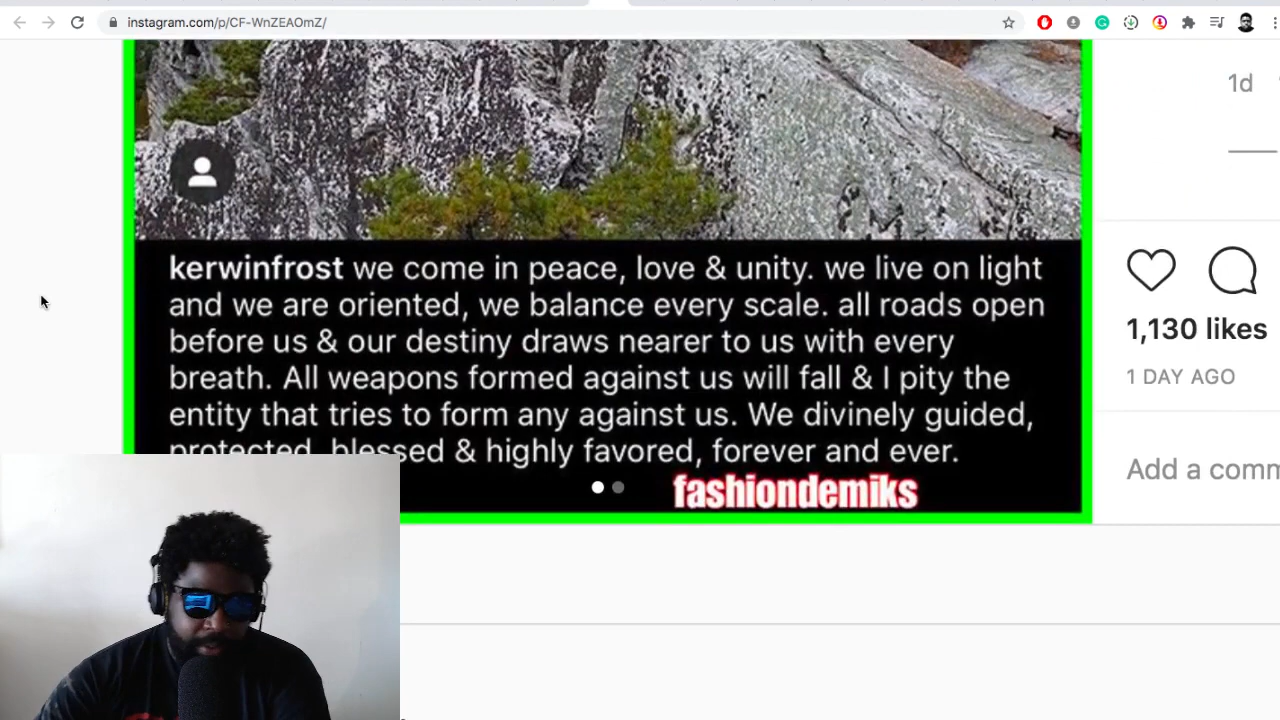 instagram.com/p/CF-WnZEAOmZ/
1d
kerwinfrost we come in peace, love & unity. we live on light
and we are oriented, we balance every scale. all roads open
before us & our destiny draws nearer to us with every
breath. All weapons formed against us will fall & I pity the
entity that tries to form any against us. We divinely guided,
protected, blessed & highly favored, forever and ever.
fashiondemiks
1,130 likes
1 DAY AGO
Add a comm